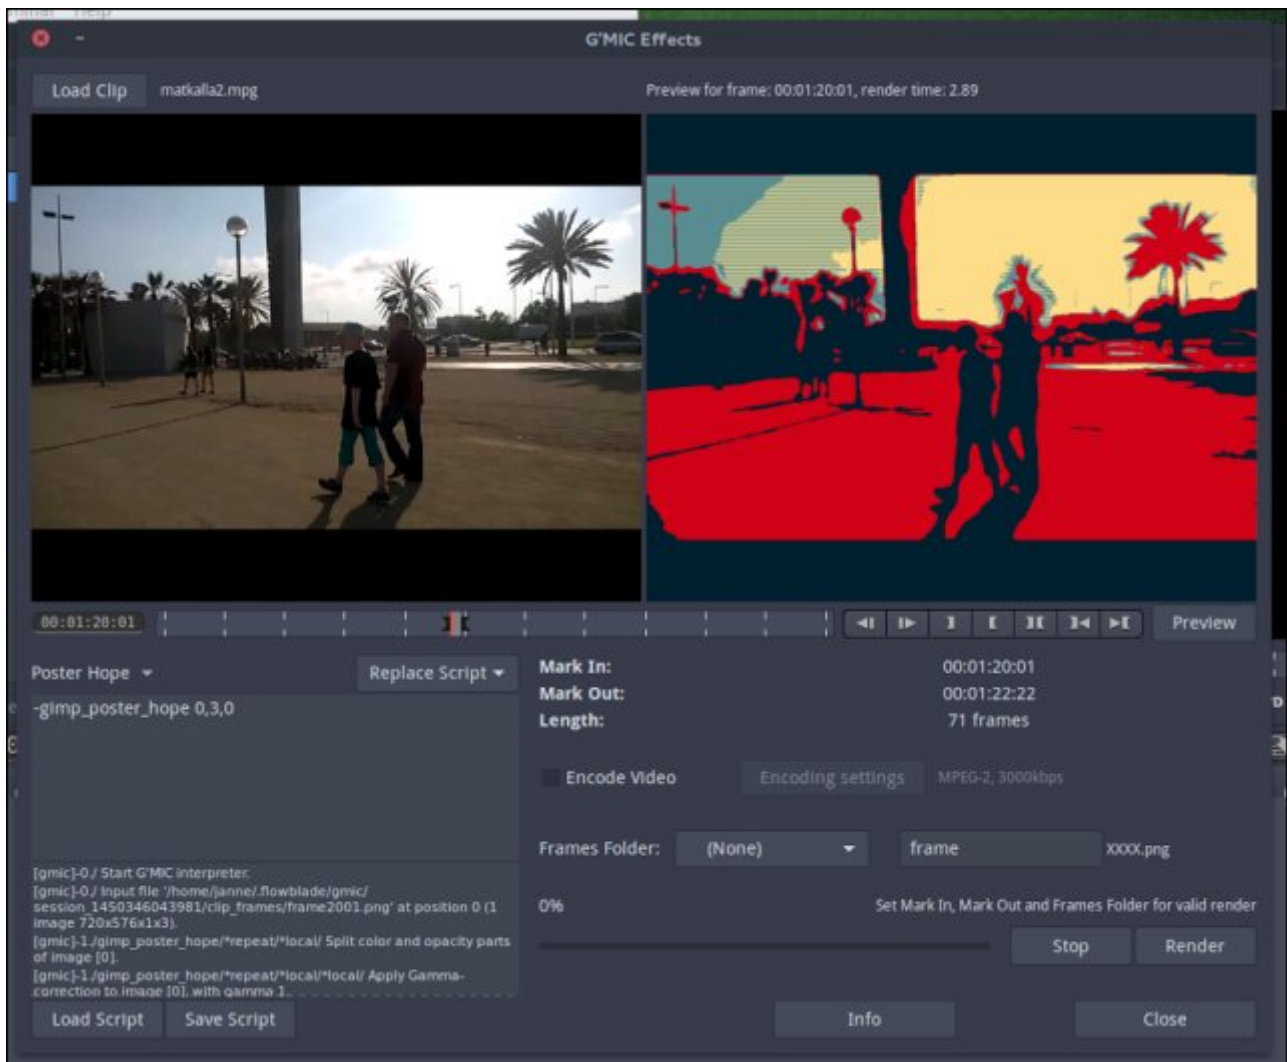 G'MIC Effects
Load Clip
matkalla2.mpg
Preview for frame: 00:01:20:01, render time: 2.89
00:01:20:01
Preview
Poster Hope
Replace Script
-gimp_poster_hope 0,3,0
[gmic]-0./ Start G'MIC interpreter.
[gmic]-0./ Input file '/home/janne/.flowblade/gmic/
session_1450346043981/clip_frames/frame2001.png' at position 0 (1
image 720x576x1x3).
[gmic]-1./gimp_poster_hope/*repeat/*local/ Split color and opacity parts
of image [0].
[gmic]-1./gimp_poster_hope/*repeat/*local/*local/ Apply Gamma-
correction to image [0], with gamma 1.
Load Script
Save Script
Mark In: 00:01:20:01
Mark Out: 00:01:22:22
Length: 71 frames
Encode Video
Encoding settings
MPEG-2, 3000kbps
Frames Folder:
(None)
frame
XXXX.png
0%
Set Mark In, Mark Out and Frames Folder for valid render
Stop
Render
Info
Close